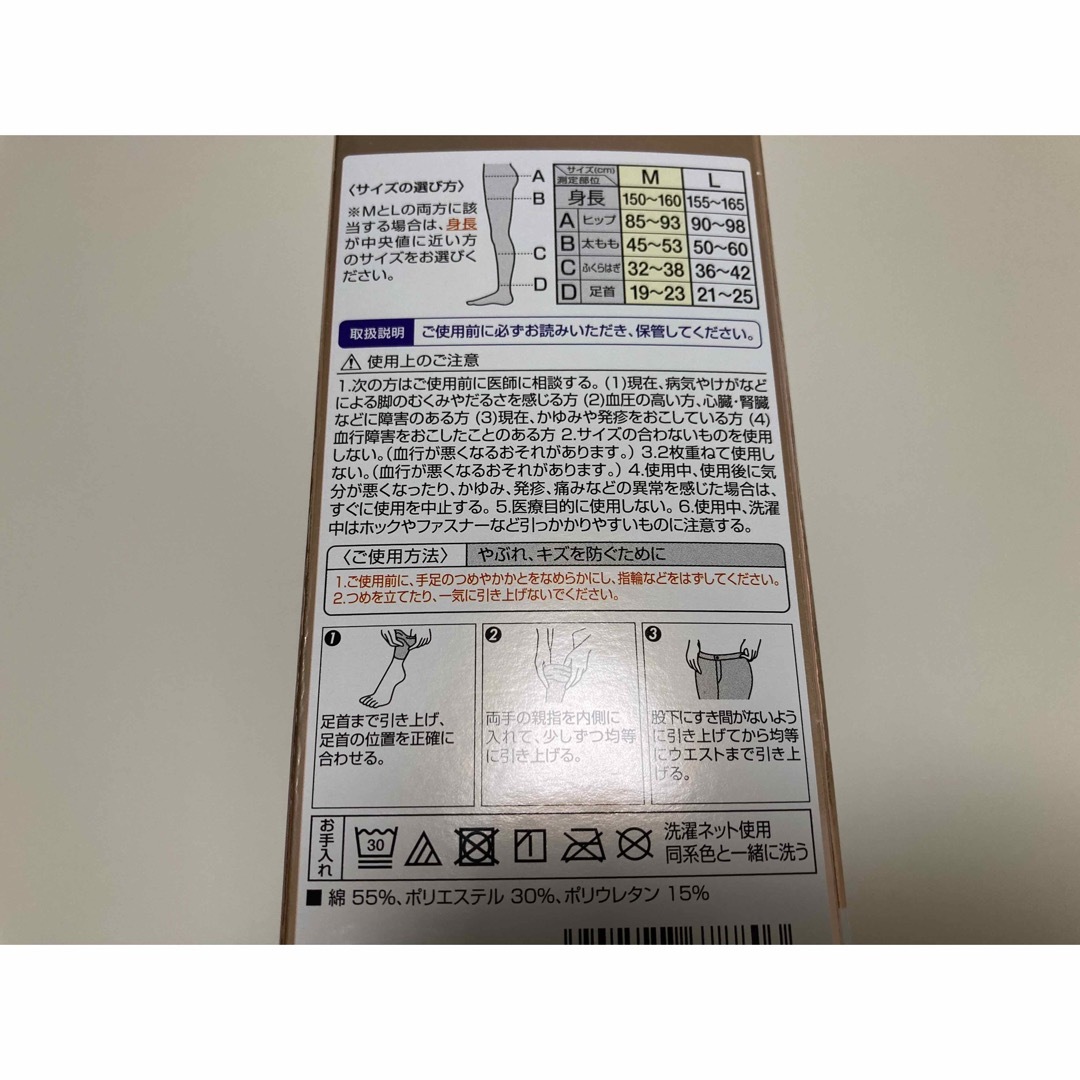 〈サイズの選び方〉
※MとLの両方に該
当する場合は、身長
が中央値に近い方
のサイズをお選びく
ださい。
A
B
C
D
サイズ(cm) M L
測定部位
身長 150〜160 155〜165
A ヒップ 85〜93 90〜98
B 太もも 45〜53 50〜60
C ふくらはぎ 32〜38 36〜42
D 足首 19〜23 21〜25
取扱説明 ご使用前に必ずお読みいただき、保管してください。
使用上のご注意
1.次の方はご使用前に医師に相談する。(1)現在、病気やけがなど
による脚のむくみやだるさを感じる方 (2)血圧の高い方、心臓・腎臓
などに障害のある方 (3)現在、かゆみや発疹をおこしている方 (4)
血行障害をおこしたことのある方 2.サイズの合わないものを使用
しない。(血行が悪くなるおそれがあります。) 3.2枚重ねて使用し
ない。(血行が悪くなるおそれがあります。) 4.使用中、使用後に気
分が悪くなったり、かゆみ、発疹、痛みなどの異常を感じた場合は、
すぐに使用を中止する。 5.医療目的に使用しない。 6.使用中、洗濯
中はホックやファスナーなど引っかかりやすいものに注意する。
〈ご使用方法〉 やぶれ、キズを防ぐために
1.ご使用前に、手足のつめやかかとをなめらかにし、指輪などをはずしてください。
2.つめを立てたり、一気に引き上げないでください。
❶
足首まで引き上げ、
足首の位置を正確に
合わせる。
❷
両手の親指を内側に
入れて、少しずつ均等
に引き上げる。
❸
股下にすき間がないよう
に引き上げてから均等
にウエストまで引き上
げる。
お手入れ
30
1
洗濯ネット使用
同系色と一緒に洗う
■ 綿 55%、ポリエステル 30%、ポリウレタン 15%